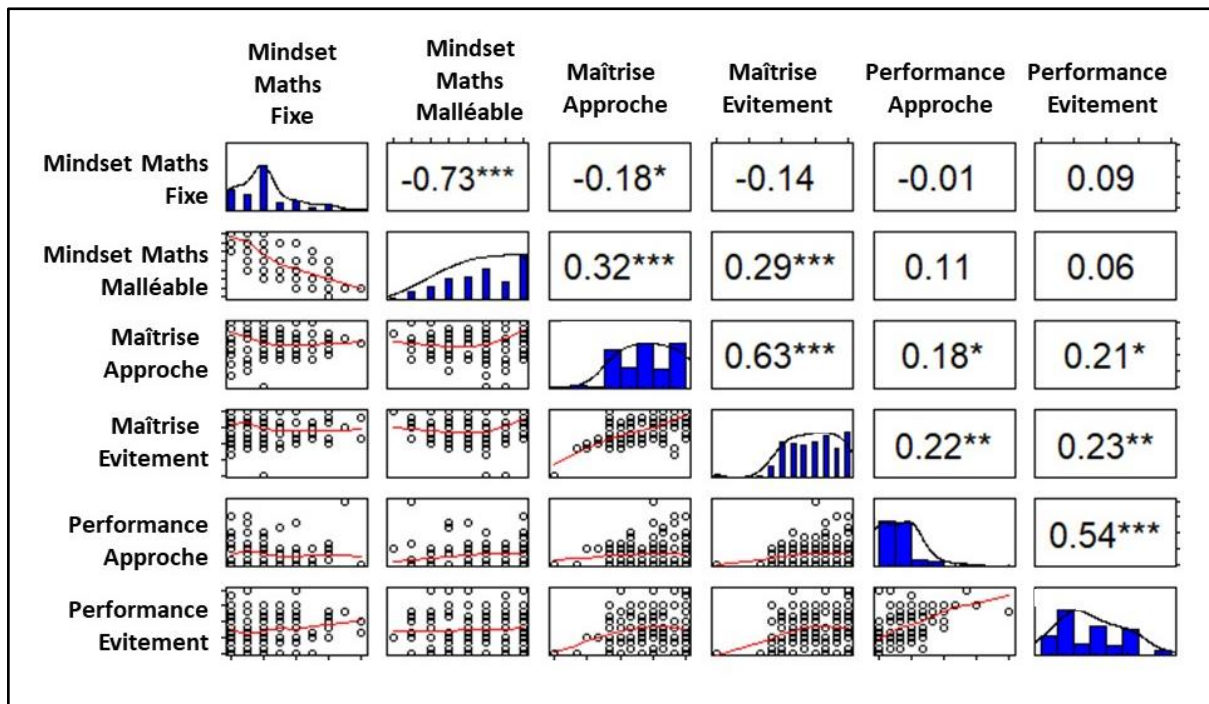 Mindset
Maths
Fixe
Mindset
Maths
Malléable
Maîtrise
Approche
Maîtrise
Evitement
Performance
Approche
Performance
Evitement
Mindset Maths
Fixe
-0.73***
-0.18*
-0.14
-0.01
0.09
Mindset Maths
Malléable
0.32***
0.29***
0.11
0.06
Maîtrise
Approche
0.63***
0.18*
0.21*
Maîtrise
Evitement
0.22**
0.23**
Performance
Approche
0.54***
Performance
Evitement